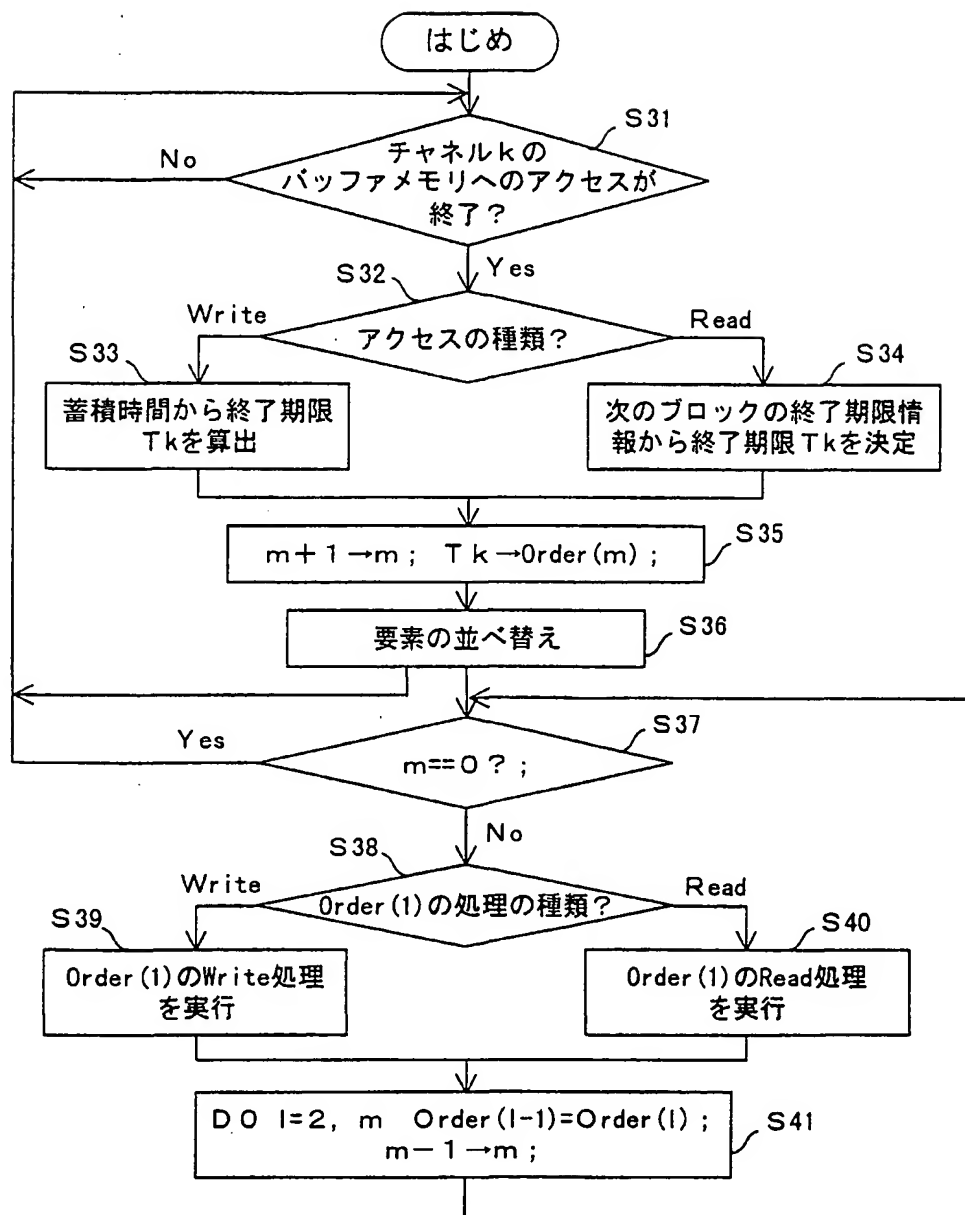 はじめ
S31
No
チャネルkの
バッファメモリへのアクセスが
終了?
Yes
S32
Write
アクセスの種類?
Read
S33
蓄積時間から終了期限
Tkを算出
S34
次のブロックの終了期限情
報から終了期限Tkを決定
S35
m+1→m; Tk→Order(m);
S36
要素の並べ替え
S37
Yes
m==0?;
No
S38
Write
Order(1)の処理の種類?
Read
S39
Order(1)のWrite処理
を実行
S40
Order(1)のRead処理
を実行
S41
DO l=2, m Order(l-1)=Order(l);
m-1→m;